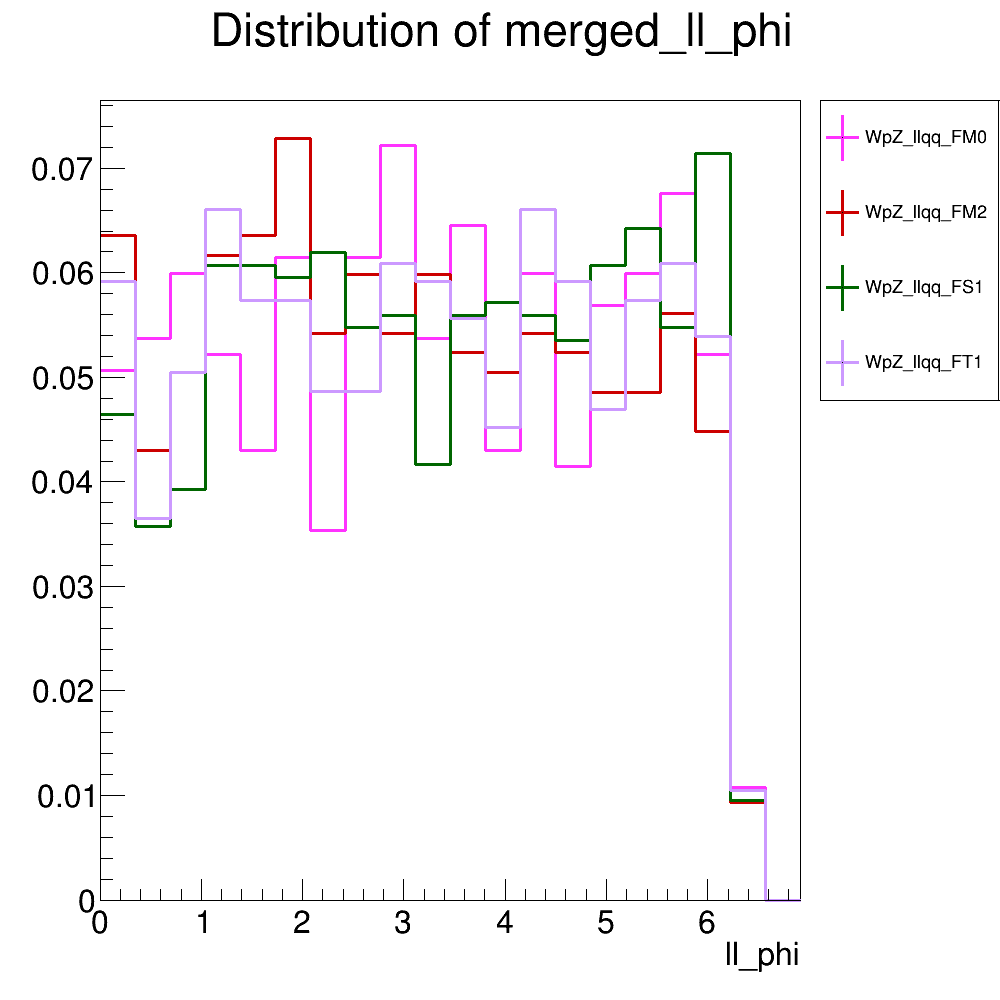 Distribution of merged_ll_phi
WpZ_llqq_FM0
WpZ_llqq_FM2
WpZ_llqq_FS1
WpZ_llqq_FT1
0.07
0.06
0.05
0.04
0.03
0.02
0.01
0
0 1 2 3 4 5 6
ll_phi